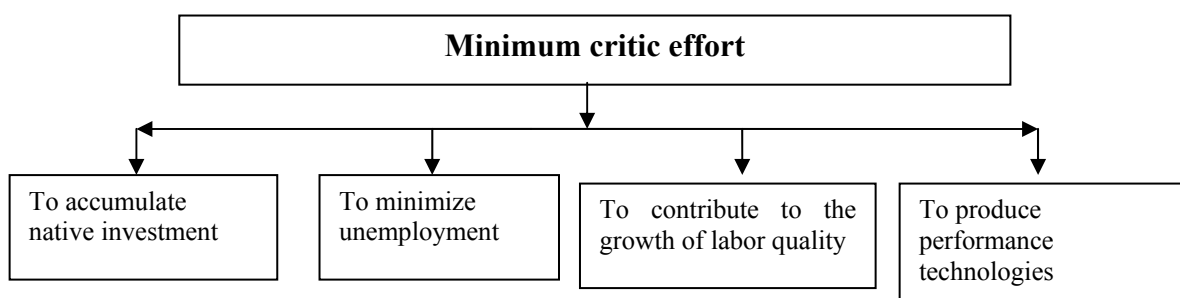 Minimum critic effort
To accumulate
native investment
To minimize
unemployment
To contribute to the
growth of labor quality
To produce
performance
technologies